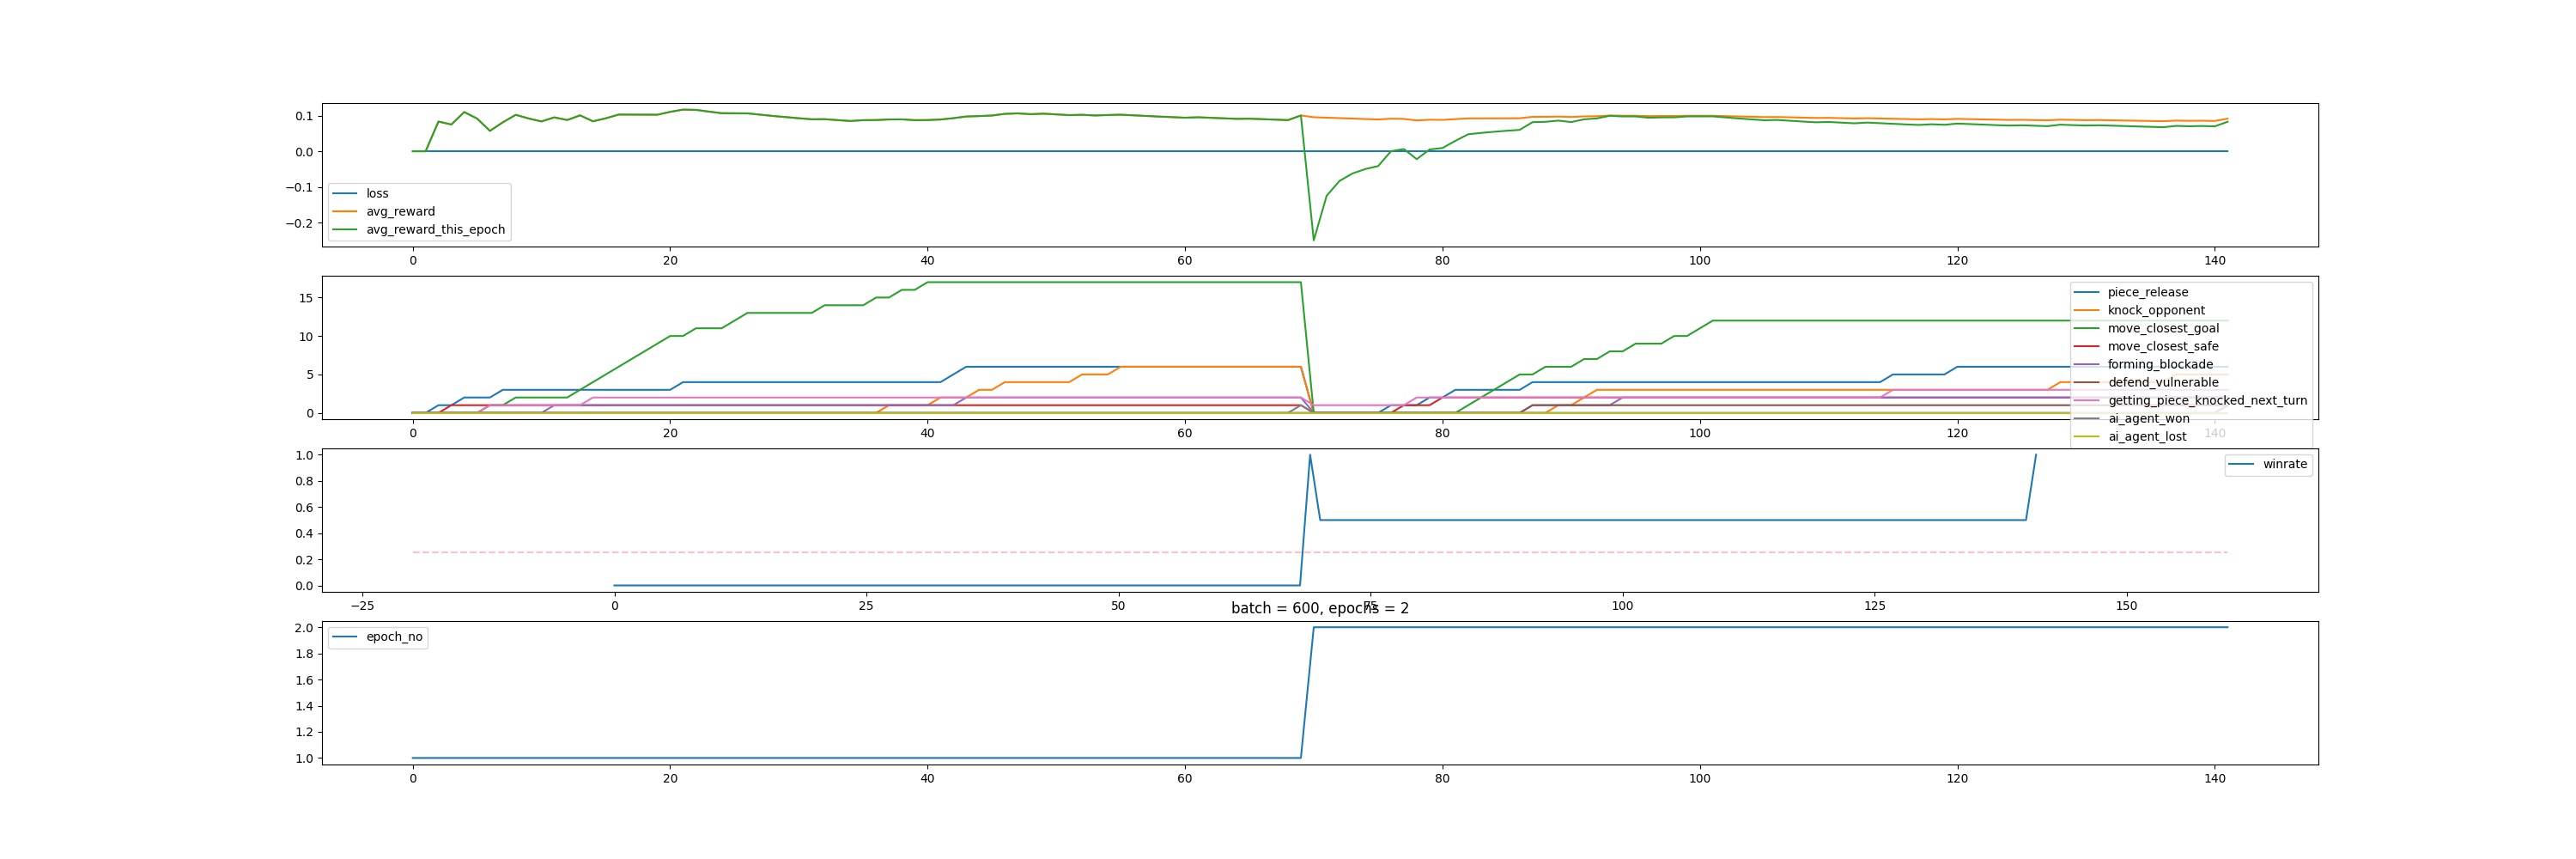 0.1
0.0
−0.1
−0.2
loss
avg_reward
avg_reward_this_epoch
0 20 40 60 80 100 120 140
15
10
5
0
piece_release
knock_opponent
move_closest_goal
move_closest_safe
forming_blockade
defend_vulnerable
getting_piece_knocked_next_turn
ai_agent_won
ai_agent_lost
0 20 40 60 80 100 120 140
1.0
0.8
0.6
0.4
0.2
0.0
winrate
−25 0 25 50 75 100 125 150
batch = 600, epochs = 2
2.0
1.8
1.6
1.4
1.2
1.0
epoch_no
0 20 40 60 80 100 120 140